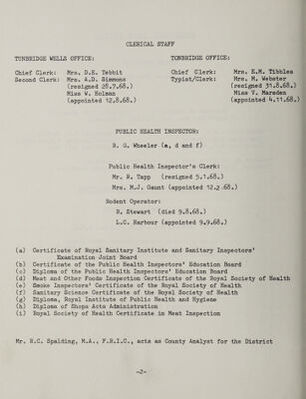 CLERICAL STAFF
TUNBRIDGE WELLS OFFICE: TONBRIDGE OFFICE:
Chief Clerk: Mrs. D.E. Tebbit Chief Clerk: Mrs. E.M. Tibbles
Second Clerk: Mrs. A.D. Simmons Typist/Clerk: Mrs. M. Webster
(resigned 28.7.68.) (resigned 31.8.68.)
Miss W. Holman Miss V. Marsden
(appointed 12.8.68.) (appointed 4.11.68.)
PUBLIC HEALTH INSPECTOR:
B. G. Wheeler (a, d and f)
Public Health Inspector's Clerk:
Mr. R. Tapp (resigned 5.1.68.)
Mrs. M.J. Gaunt (appointed 12.2.68.)
Rodent Operator:
R. Stewart (died 9.8.68.)
L.C. Harbour (appointed 9.9.68.)
(a) Certificate of Royal Sanitary Institute and Sanitary Inspectors'
Examination Joint Board
(b) Certificate of the Public Health Inspectors' Education Board
(c) Diploma of the Public Health Inspectors' Education Board
(d) Meat and Other Foods Inspection Certificate of the Royal Society of Health
(e) Smoke Inspectors' Certificate of the Royal Society of Health
(f) Sanitary Science Certificate of the Royal Society of Health
(g) Diploma, Royal Institute of Public Health and Hygiene
(h) Diploma of Shops Acts Administration
(i) Royal Society of Health Certificate in Meat Inspection
Mr. H.C. Spalding, M.A., F.R.I.C., acts as County Analyst for the District
-2-